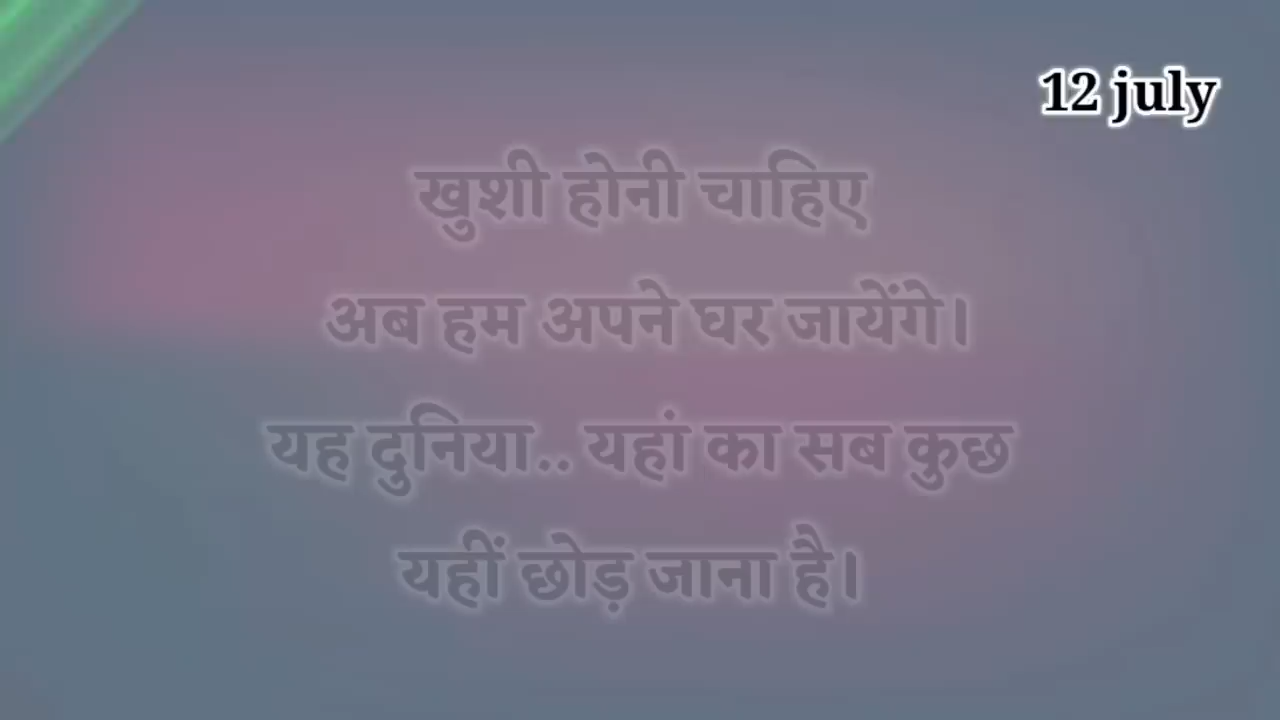 12 july
खुशी होनी चाहिए
अब हम अपने घर जायेंगे।
यह दुनिया.. यहां का सब कुछ
यहीं छोड़ जाना है।